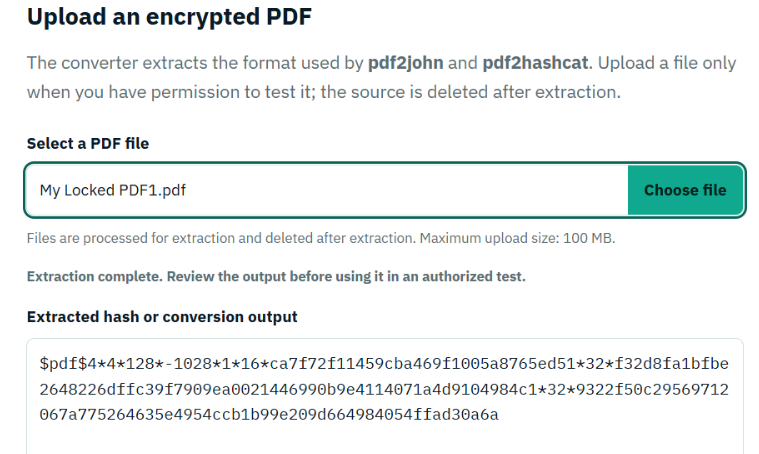 Upload an encrypted PDF
The converter extracts the format used by pdf2john and pdf2hashcat. Upload a file only
when you have permission to test it; the source is deleted after extraction.
Select a PDF file
My Locked PDF1.pdf
Choose file
Files are processed for extraction and deleted after extraction. Maximum upload size: 100 MB.
Extraction complete. Review the output before using it in an authorized test.
Extracted hash or conversion output
$pdf$4*4*128*-1028*1*16*ca7f72f11459cba469f1005a8765ed51*32*f32d8fa1bfbe
2648226dffc39f7909ea0021446990b9e4114071a4d9104984c1*32*9322f50c29569712
067a775264635e4954ccb1b99e209d664984054ffad30a6a